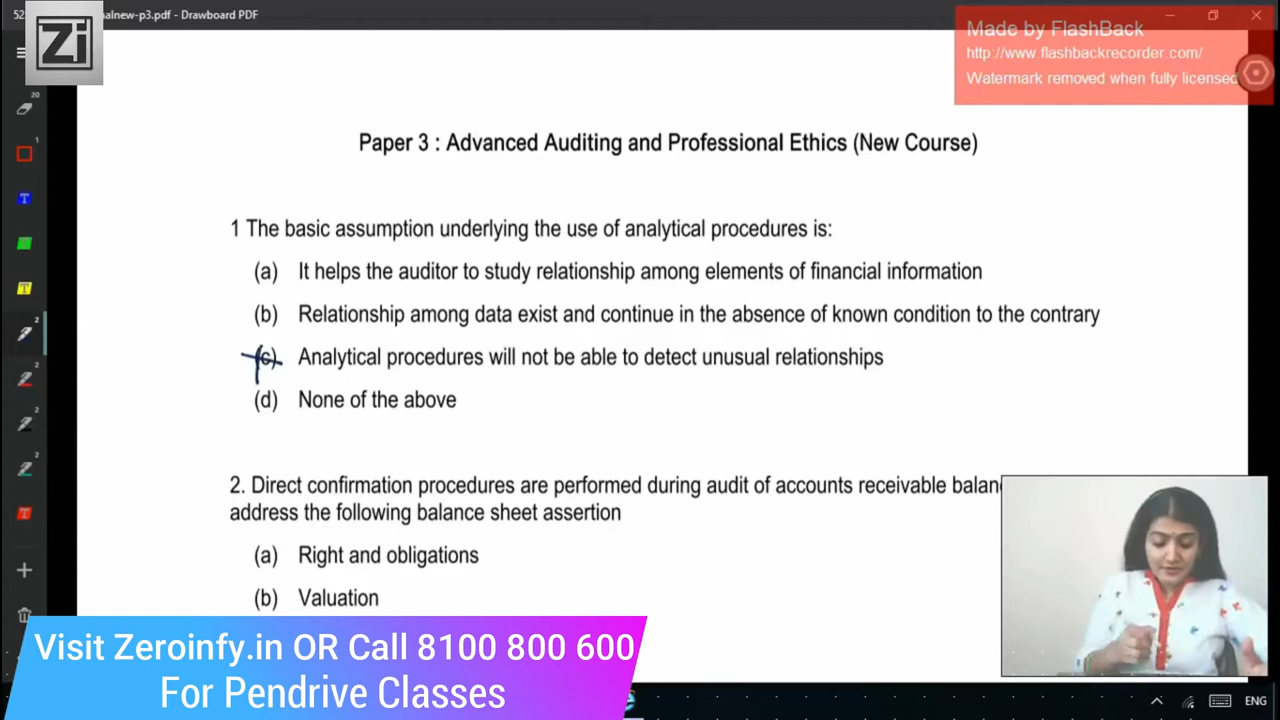 52
alnew-p3.pdf - Drawboard PDF
Zi
Made by FlashBack
http://www.flashbackrecorder.com/
Watermark removed when fully licensed
Paper 3 : Advanced Auditing and Professional Ethics (New Course)
1 The basic assumption underlying the use of analytical procedures is:
(a) It helps the auditor to study relationship among elements of financial information
(b) Relationship among data exist and continue in the absence of known condition to the contrary
(c) Analytical procedures will not be able to detect unusual relationships
(d) None of the above
2. Direct confirmation procedures are performed during audit of accounts receivable
address the following balance sheet assertion
(a) Right and obligations
(b) Valuation
Visit Zeroinfy.in OR Call 8100 800 600
For Pendrive Classes
ENG